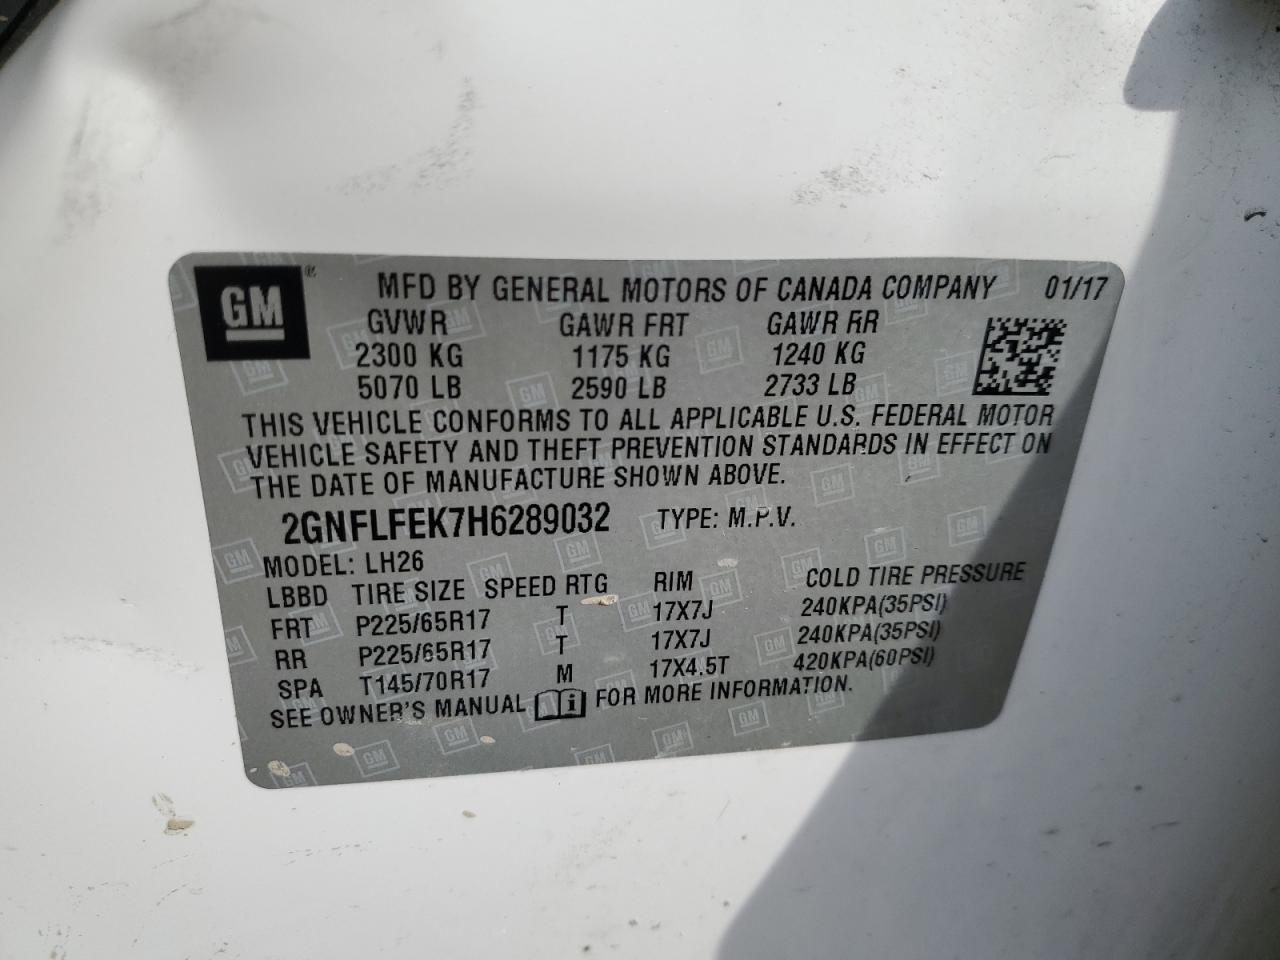 GM® MFD BY GENERAL MOTORS OF CANADA COMPANY 01/17
GVWR GAWR FRT GAWR RR
2300 KG 1175 KG 1240 KG
5070 LB 2590 LB 2733 LB
THIS VEHICLE CONFORMS TO ALL APPLICABLE U.S. FEDERAL MOTOR
VEHICLE SAFETY AND THEFT PREVENTION STANDARDS IN EFFECT ON
THE DATE OF MANUFACTURE SHOWN ABOVE.
2GNFLFEK7H6289032 TYPE: M.P.V.
MODEL: LH26
LBBD TIRE SIZE SPEED RTG RIM COLD TIRE PRESSURE
FRT P225/65R17 T 17X7J 240KPA(35PSI)
RR P225/65R17 T 17X7J 240KPA(35PSI)
SPA T145/70R17 M 17X4.5T 420KPA(60PSI)
SEE OWNER'S MANUAL FOR MORE INFORMATION.